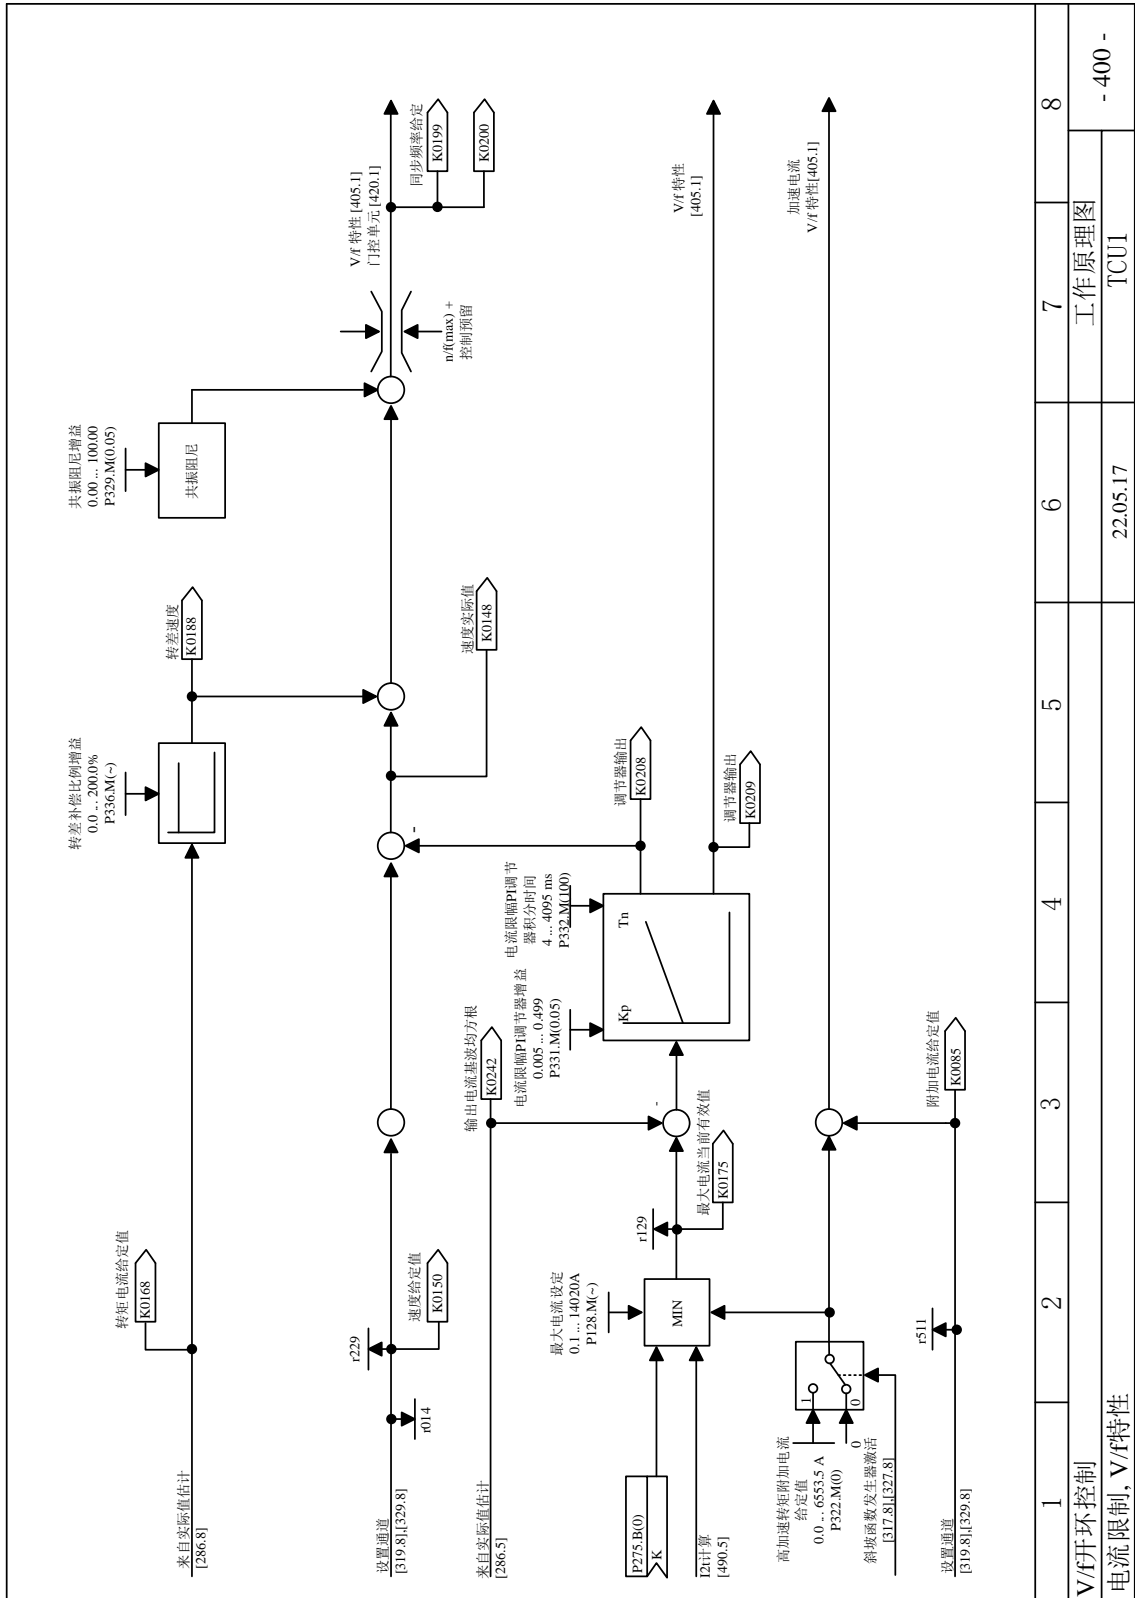 来自实际值估计
[286.8]
转矩电流给定值
K0168
转差补偿比例增益
0.0 ... 200.0%
P336.M(~)
转差速度
K0188
共振阻尼增益
0.00 ... 100.00
P329.M(0.05)
共振阻尼
设置通道
[319.8],[329.8]
r014
r229
速度给定值
K0150
-
速度实际值
K0148
n/f(max) +
控制预留
V/f 特性 [405.1]
门控单元 [420.1]
同步频率给定
K0199
K0200
来自实际值估计
[286.5]
输出电流基波均方根
K0242
P275.B(0)
K
I2t计算
[490.5]
最大电流设定
0.1 ... 14020A
P128.M(~)
MIN
r129
最大电流当前有效值
K0175
-
电流限幅PI调节器增益
0.005 ... 0.499
P331.M(0.05)
电流限幅PI调节
器积分时间
4 ... 4095 ms
P332.M(100)
Kp
Tn
调节器输出
K0208
调节器输出
K0209
V/f 特性
[405.1]
高加速转矩附加电流
给定值
0.0 ... 6553.5 A
P322.M(0)
0
1
0
斜坡函数发生器激活
[317.8],[327.8]
加速电流
V/f 特性[405.1]
设置通道
[319.8],[329.8]
r511
附加电流给定值
K0085
1 2 3 4 5 6 7 8
V/f开环控制
工作原理图
- 400 -
电流限制, V/f特性
22.05.17
TCU1